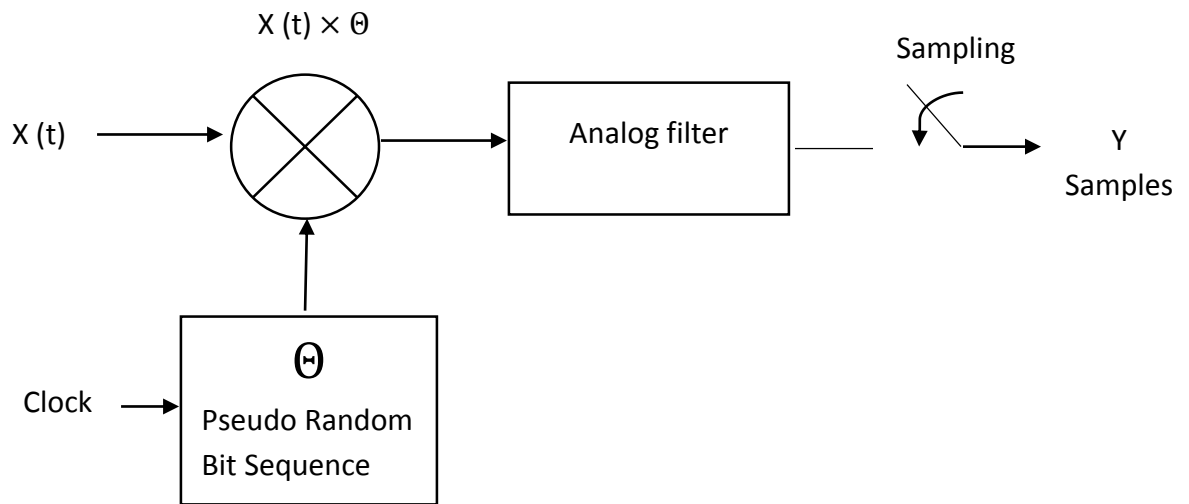 X (t) × Θ
Sampling
X (t)
Analog filter
Y
Samples
Θ
Clock
Pseudo Random
Bit Sequence